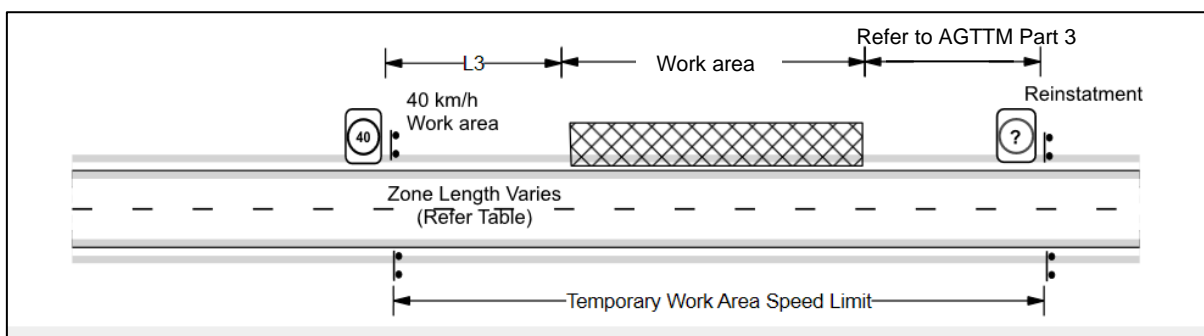 Refer to AGTTM Part 3
L3
Work area
40 km/h
Work area
Reinstatment
40
?
Zone Length Varies
(Refer Table)
Temporary Work Area Speed Limit